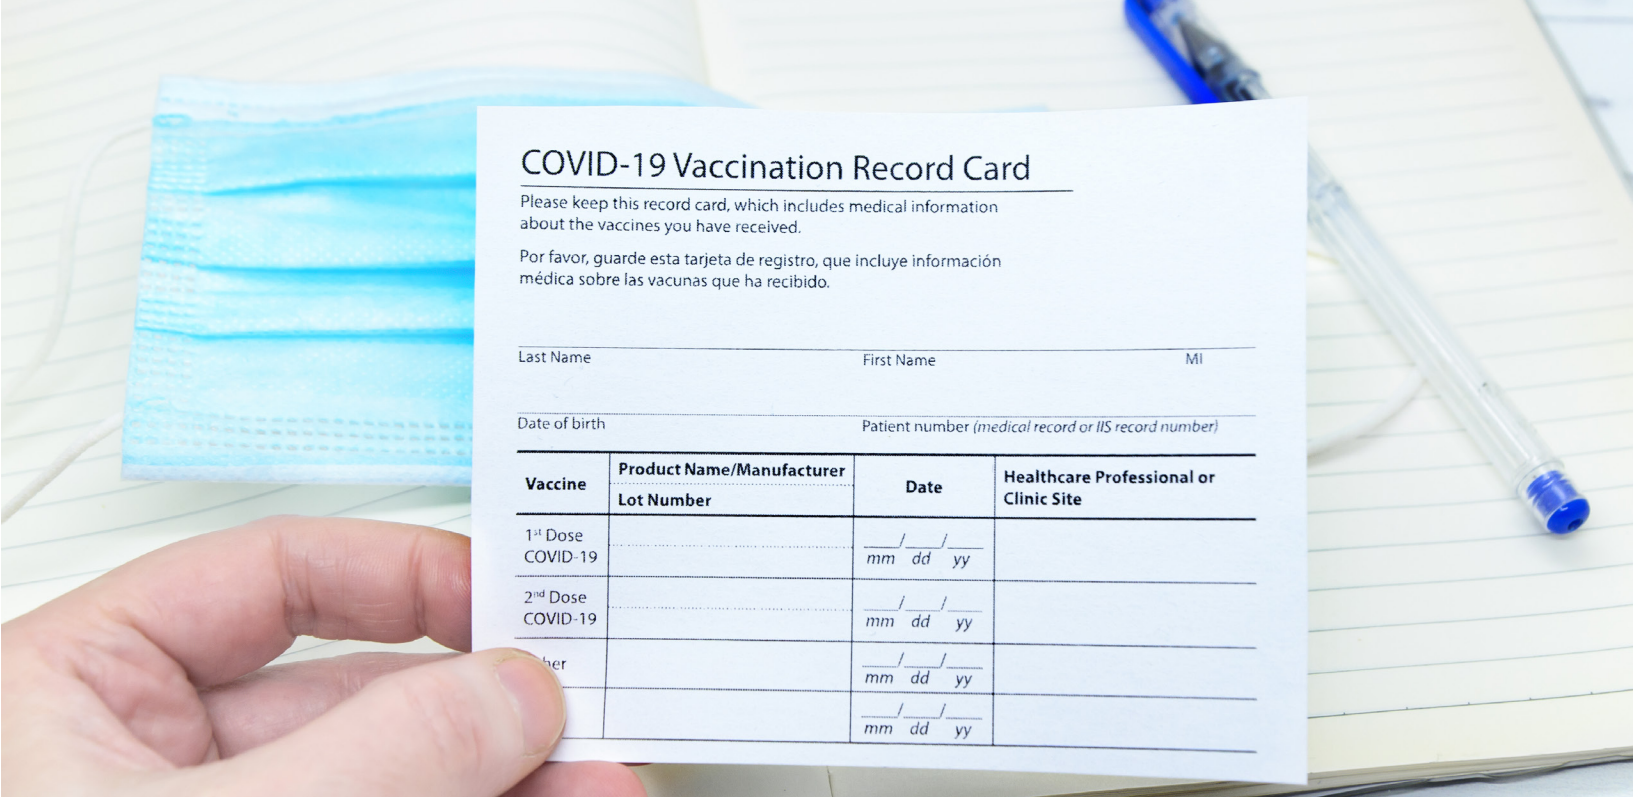 COVID-19 Vaccination Record Card
Please keep this record card, which includes medical information
about the vaccines you have received.
Por favor, guarde esta tarjeta de registro, que incluye información
médica sobre las vacunas que ha recibido.
Last Name First Name MI
Date of birth Patient number (medical record or IIS record number)
Vaccine Product Name/Manufacturer Date Healthcare Professional or
Lot Number Clinic Site
1st Dose
COVID-19 mm dd yy
2nd Dose
COVID-19 mm dd yy
mm dd yy
mm dd yy